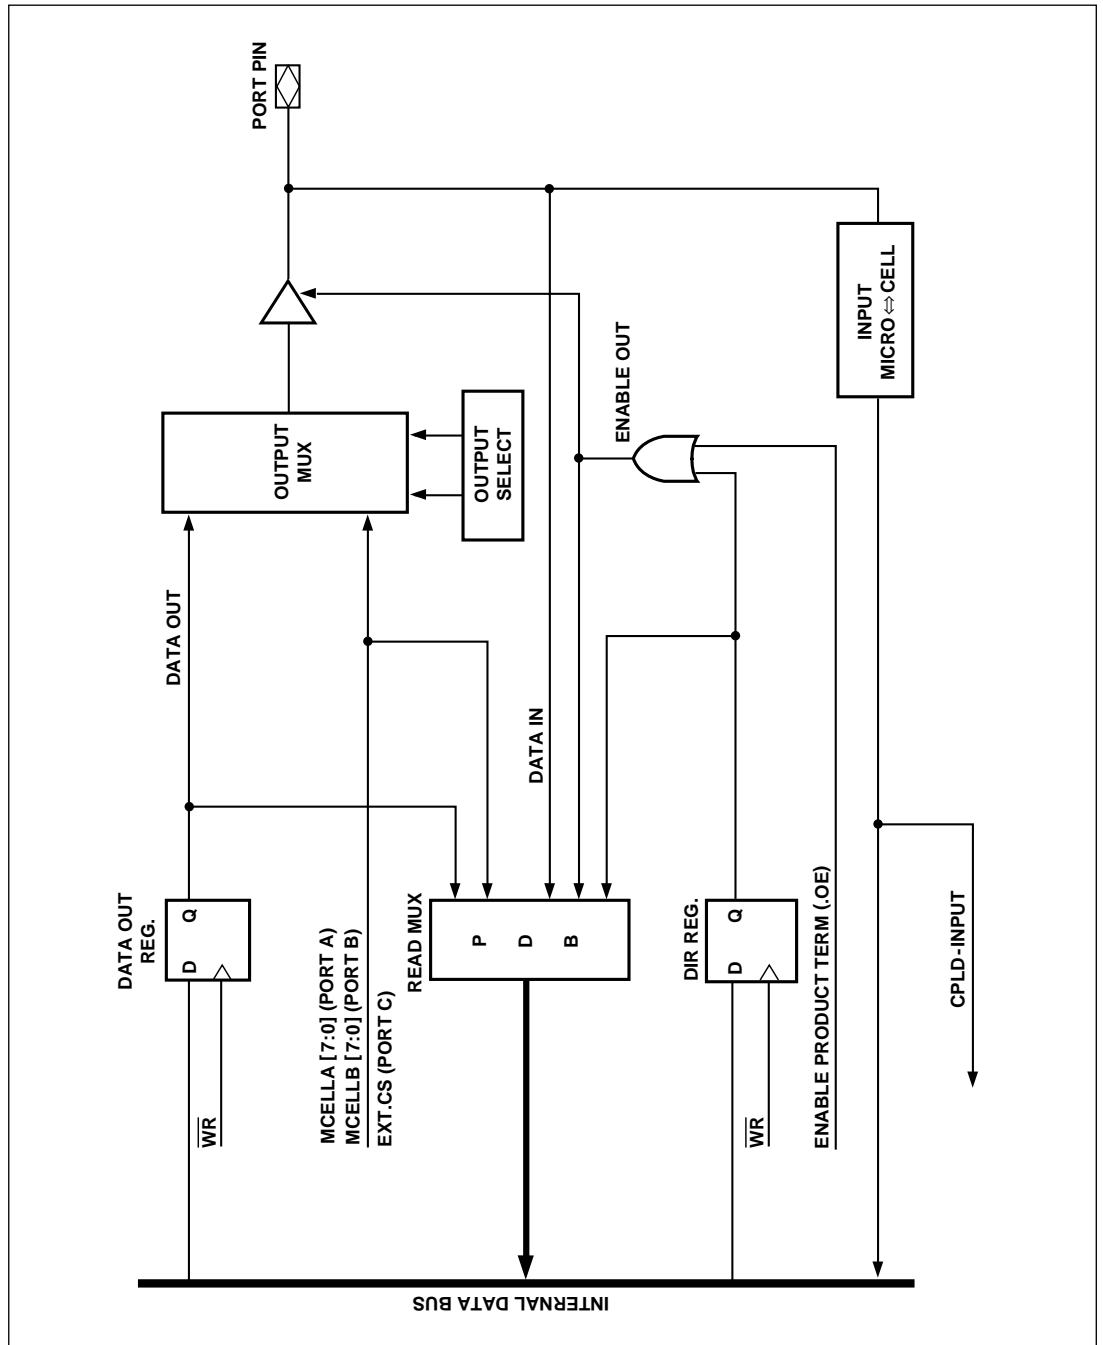 INTERNAL DATA BUS
DATA OUT
REG.
D
Q
WR
DATA OUT
MCELLA [7:0] (PORT A)
MCELLB [7:0] (PORT B)
EXT.CS (PORT C)
OUTPUT
MUX
PORT PIN
OUTPUT
SELECT
READ MUX
P
D
B
DATA IN
ENABLE OUT
DIR REG.
D
Q
WR
ENABLE PRODUCT TERM (.OE)
INPUT
MICRO⇔CELL
CPLD-INPUT